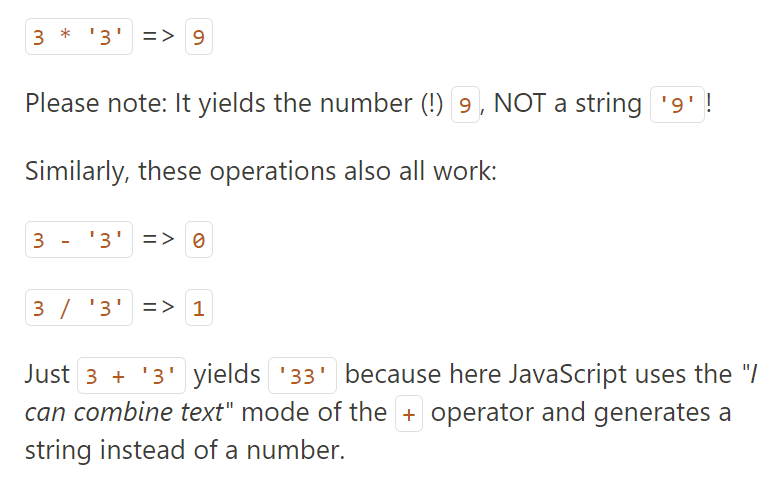 3 * '3' => 9
Please note: It yields the number (!) 9, NOT a string '9'!
Similarly, these operations also all work:
3 - '3' => 0
3 / '3' => 1
Just 3 + '3' yields '33' because here JavaScript uses the "I
can combine text" mode of the + operator and generates a
string instead of a number.